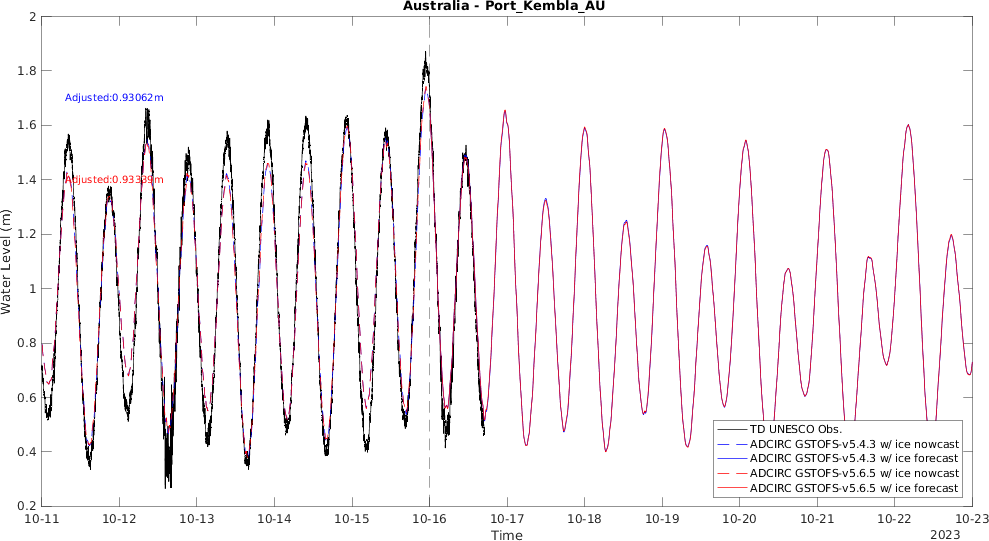 Australia - Port_Kembla_AU
Water Level (m)
2
1.8
1.6
1.4
1.2
1
0.8
0.6
0.4
0.2
Adjusted:0.93062m
Adjusted:0.93339m
TD UNESCO Obs.
ADCIRC GSTOFS-v5.4.3 w/ ice nowcast
ADCIRC GSTOFS-v5.4.3 w/ ice forecast
ADCIRC GSTOFS-v5.6.5 w/ ice nowcast
ADCIRC GSTOFS-v5.6.5 w/ ice forecast
10-11 10-12 10-13 10-14 10-15 10-16 10-17 10-18 10-19 10-20 10-21 10-22 10-23
Time
2023